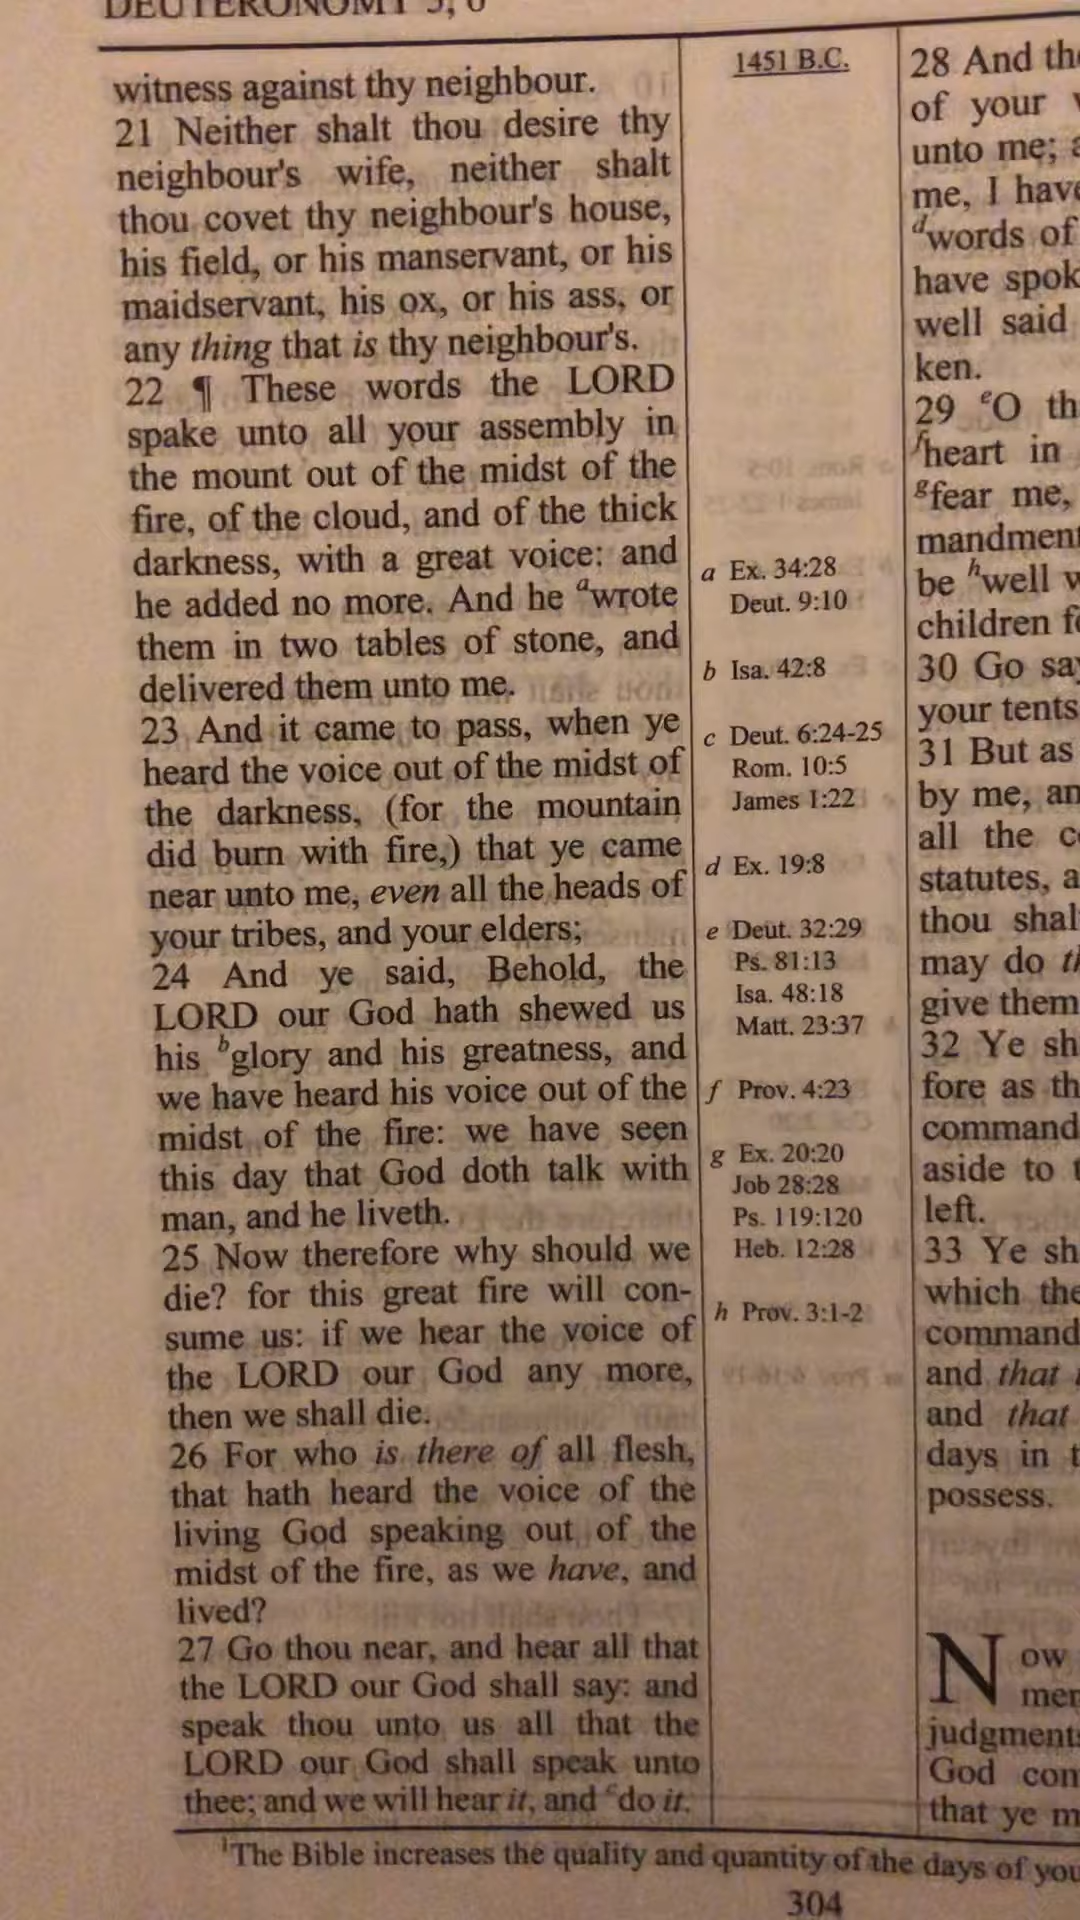 DEUTERONOMY 5, 6
witness against thy neighbour.
21 Neither shalt thou desire thy
neighbour's wife, neither shalt
thou covet thy neighbour's house,
his field, or his manservant, or his
maidservant, his ox, or his ass, or
any thing that is thy neighbour's.
22 ¶ These words the LORD
spake unto all your assembly in
the mount out of the midst of the
fire, of the cloud, and of the thick
darkness, with a great voice: and
he added no more. And he ᵃwrote
them in two tables of stone, and
delivered them unto me.
23 And it came to pass, when ye
heard the voice out of the midst of
the darkness, (for the mountain
did burn with fire,) that ye came
near unto me, even all the heads of
your tribes, and your elders;
24 And ye said, Behold, the
LORD our God hath shewed us
his ᵇglory and his greatness, and
we have heard his voice out of the
midst of the fire: we have seen
this day that God doth talk with
man, and he liveth.
25 Now therefore why should we
die? for this great fire will con-
sume us: if we hear the voice of
the LORD our God any more,
then we shall die.
26 For who is there of all flesh,
that hath heard the voice of the
living God speaking out of the
midst of the fire, as we have, and
lived?
27 Go thou near, and hear all that
the LORD our God shall say: and
speak thou unto us all that the
LORD our God shall speak unto
thee; and we will hear it, and ᶜdo it.
1451 B.C.
a Ex. 34:28
Deut. 9:10
b Isa. 42:8
c Deut. 6:24-25
Rom. 10:5
James 1:22
d Ex. 19:8
e Deut. 32:29
Ps. 81:13
Isa. 48:18
Matt. 23:37
f Prov. 4:23
g Ex. 20:20
Job 28:28
Ps. 119:120
Heb. 12:28
h Prov. 3:1-2
28 And
of your
unto me;
me, I have
ᵈwords of
have spok
well said
ken.
29 ᵉO th
ᶠheart in
ᵍfear me,
mandment
be ʰwell
children
30 Go say
your tents
31 But as
by me, an
all the
statutes, a
thou shal
may do
give them
32 Ye sh
fore as th
command
aside to
left.
33 Ye sh
which the
command
and that
and that
days in
possess.
Now
mer
judgments
God con
that ye m
¹The Bible increases the quality and quantity of the days of you
304